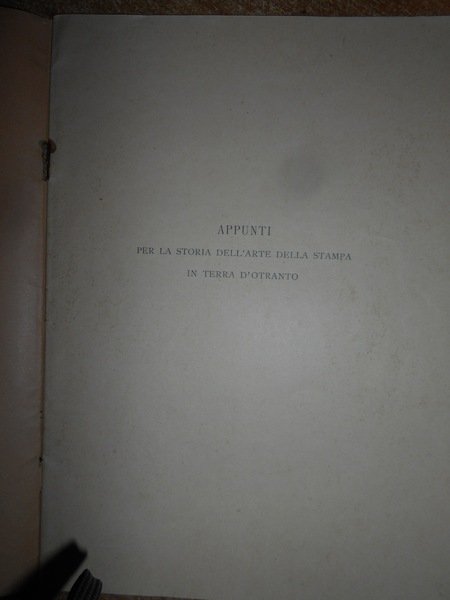 APPUNTI
PER LA STORIA DELL'ARTE DELLA STAMPA
IN TERRA D'OTRANTO